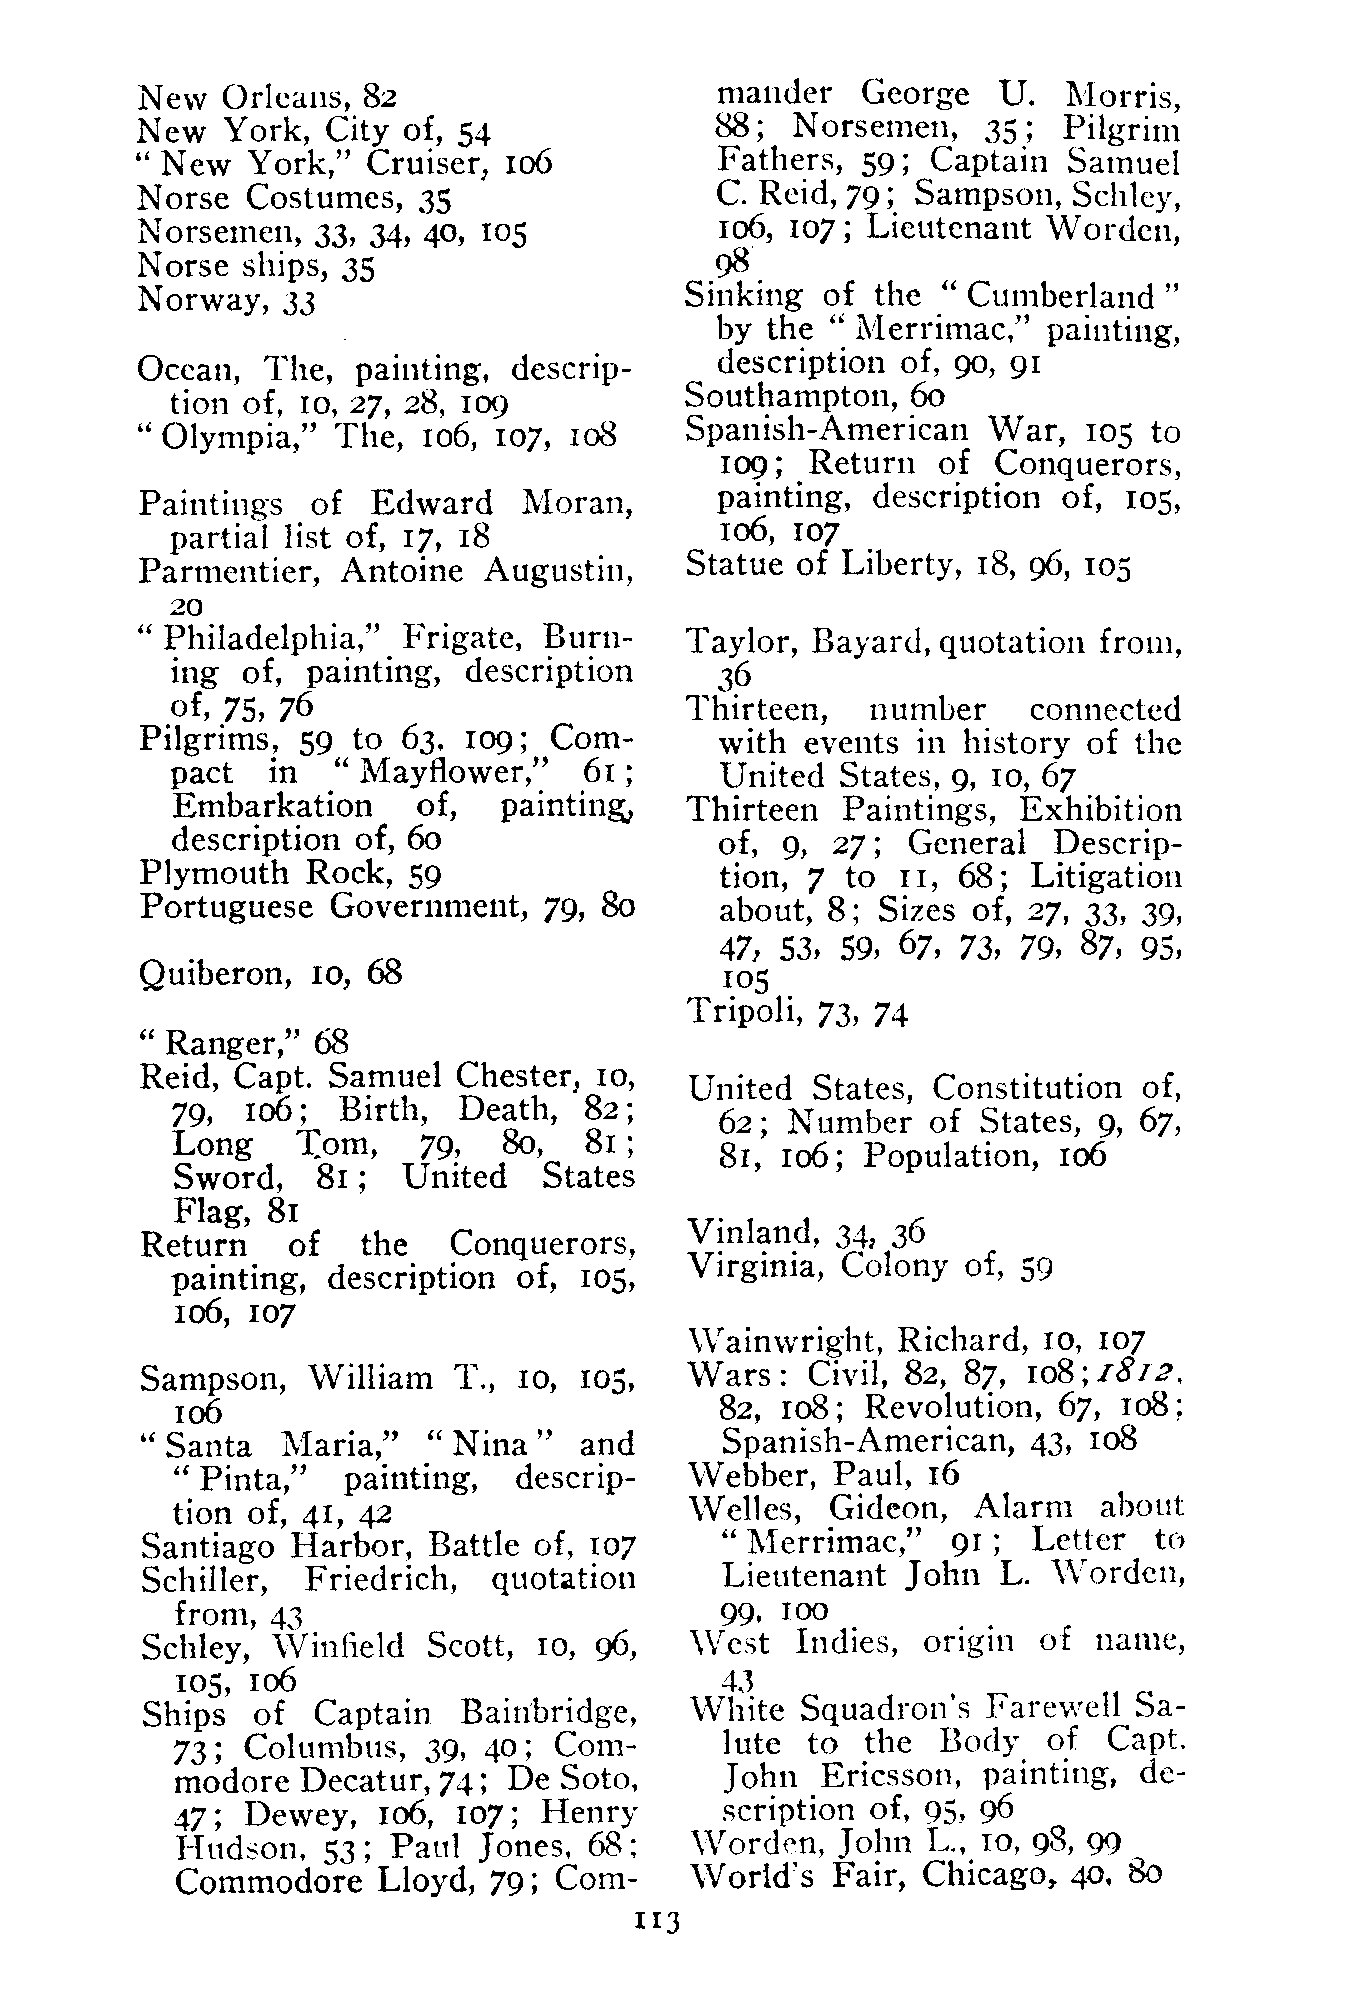 New Orleans, 82
New York, City of, 54
“ New York,” Cruiser, 106
Norse Costumes, 35
Norsemen, 33, 34, 40, 105
Norse ships, 35
Norway, 33
Ocean, The, painting, descrip-
tion of, 10, 27, 28, 109
“ Olympia,” The, 106, 107, 108
Paintings of Edward Moran,
partial list of, 17, 18
Parmentier, Antoine Augustin,
20
“ Philadelphia,” Frigate, Burn-
ing of, painting, description
of, 75, 76
Pilgrims, 59 to 63, 109; Com-
pact in “ Mayflower,” 61;
Embarkation of, painting,
description of, 60
Plymouth Rock, 59
Portuguese Government, 79, 80
Quiberon, 10, 68
“ Ranger,” 68
Reid, Capt. Samuel Chester, 10,
79, 106; Birth, Death, 82;
Long Tom, 79, 80, 81;
Sword, 81; United States
Flag, 81
Return of the Conquerors,
painting, description of, 105,
106, 107
Sampson, William T., 10, 105,
106
“ Santa Maria,” “ Nina ” and
“ Pinta,” painting, descrip-
tion of, 41, 42
Santiago Harbor, Battle of, 107
Schiller, Friedrich, quotation
from, 43
Schley, Winfield Scott, 10, 96,
105, 106
Ships of Captain Bainbridge,
73; Columbus, 39, 40; Com-
modore Decatur, 74; De Soto,
47; Dewey, 106, 107; Henry
Hudson, 53; Paul Jones, 68;
Commodore Lloyd, 79; Com-
mander George U. Morris,
88; Norsemen, 35; Pilgrim
Fathers, 59; Captain Samuel
C. Reid, 79; Sampson, Schley,
106, 107; Lieutenant Worden,
98
Sinking of the “ Cumberland ”
by the “ Merrimac,” painting,
description of, 90, 91
Southampton, 60
Spanish-American War, 105 to
109; Return of Conquerors,
painting, description of, 105,
106, 107
Statue of Liberty, 18, 96, 105
Taylor, Bayard, quotation from,
36
Thirteen, number connected
with events in history of the
United States, 9, 10, 67
Thirteen Paintings, Exhibition
of, 9, 27; General Descrip-
tion, 7 to 11, 68; Litigation
about, 8; Sizes of, 27, 33, 39,
47, 53, 59, 67, 73, 79, 87, 95,
105
Tripoli, 73, 74
United States, Constitution of,
62; Number of States, 9, 67,
81, 106; Population, 106
Vinland, 34, 36
Virginia, Colony of, 59
Wainwright, Richard, 10, 107
Wars: Civil, 82, 87, 108; 1812,
82, 108; Revolution, 67, 108;
Spanish-American, 43, 108
Webber, Paul, 16
Welles, Gideon, Alarm about
“ Merrimac,” 91; Letter to
Lieutenant John L. Worden,
99, 100
West Indies, origin of name,
43
White Squadron's Farewell Sa-
lute to the Body of Capt.
John Ericsson, painting, de-
scription of, 95, 96
Worden, John L., 10, 98, 99
World's Fair, Chicago, 40, 80
113